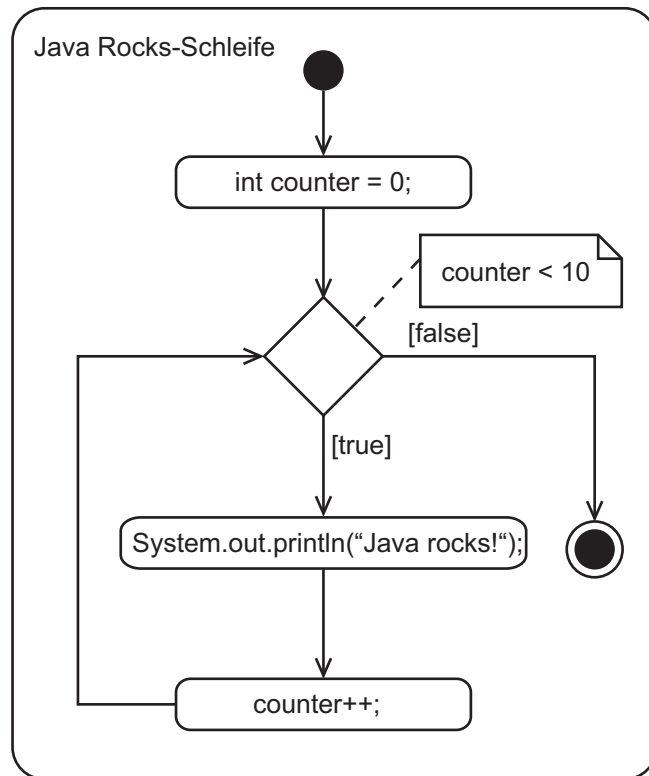 Java Rocks-Schleife
int counter = 0;
counter < 10
[false]
[true]
System.out.println(“Java rocks!“);
counter++;